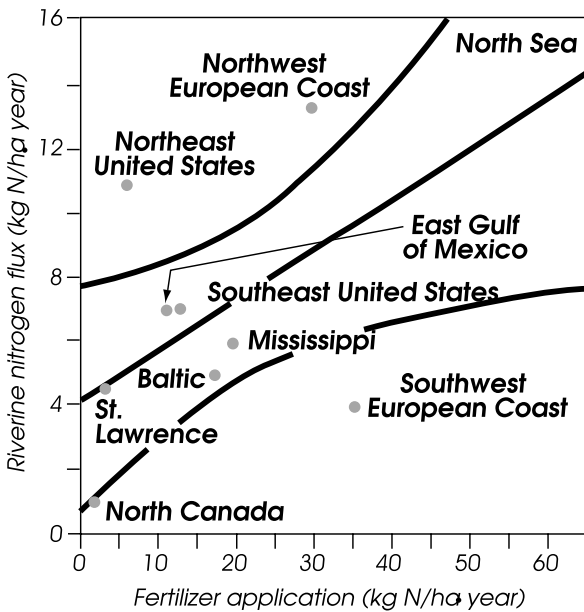 16
North Sea
Northwest
European Coast
Northeast
United States
12
East Gulf
of Mexico
8
Southeast United States
Mississippi
Baltic
Southwest
European Coast
4
St.
Lawrence
North Canada
0
0 10 20 30 40 50 60
Riverine nitrogen flux (kg N/ha year)
Fertilizer application (kg N/ha year)